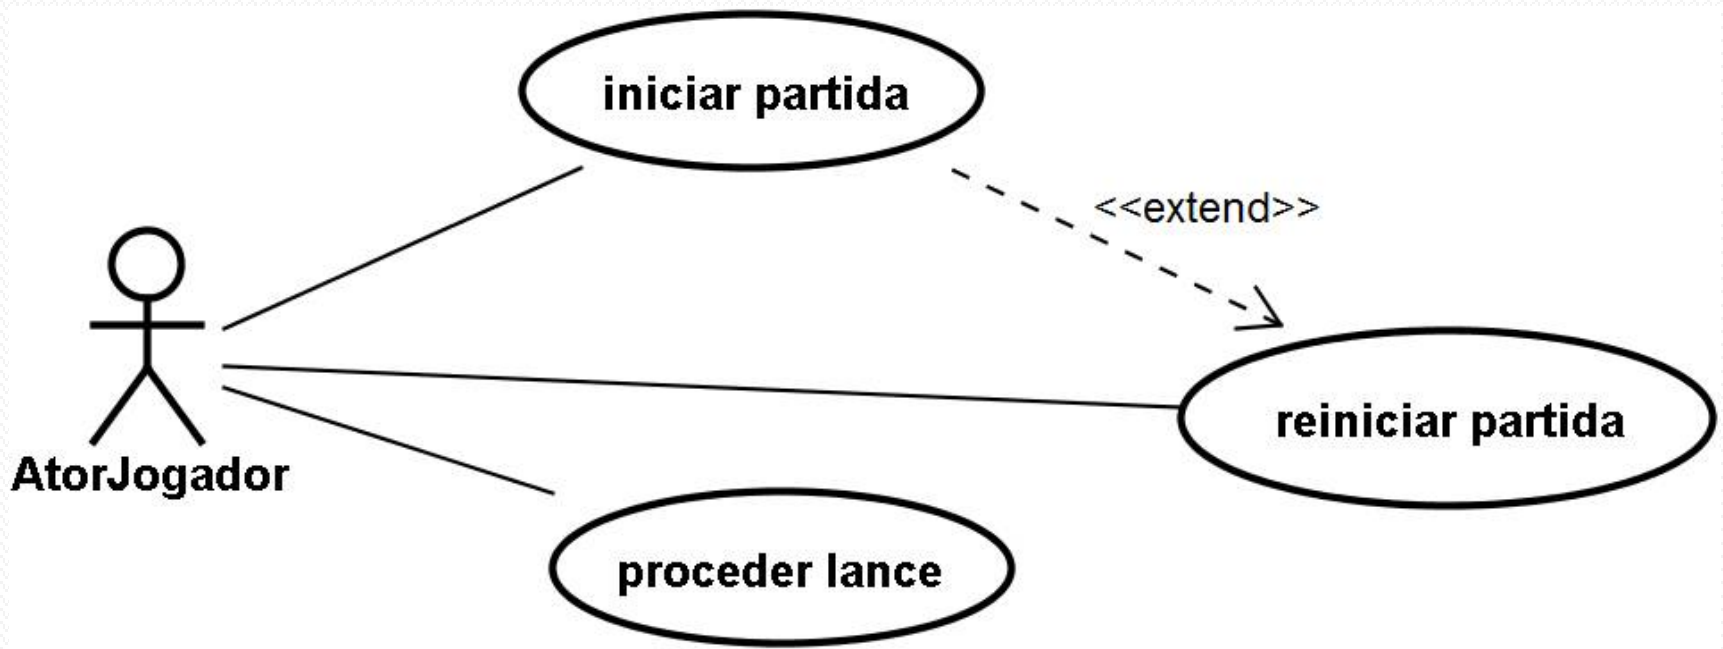 iniciar partida
<<extend>>
reiniciar partida
AtorJogador
proceder lance